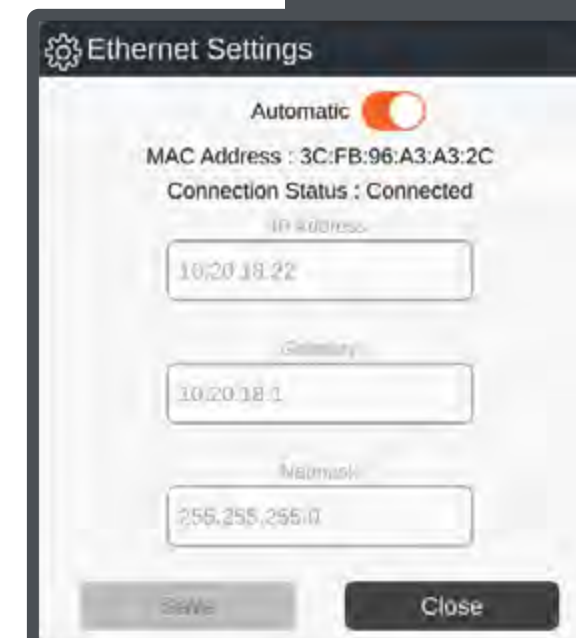 Ethernet Settings
Automatic
MAC Address : 3C:FB:96:A3:A3:2C
Connection Status : Connected
IP Address
10.20.18.22
Gateway
10.20.18.1
Netmask
255.255.255.0
Save
Close